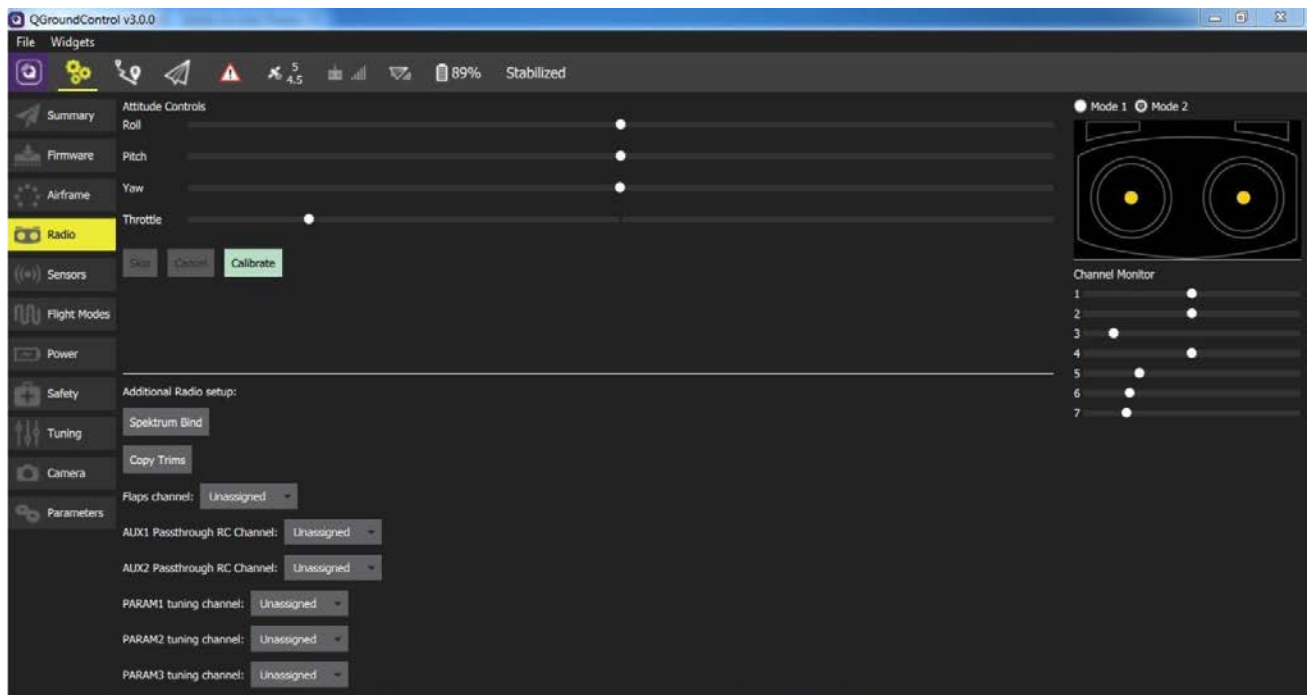 QGroundControl v3.0.0
File Widgets
5
4.5
89% Stabilized
Summary
Firmware
Airframe
Radio
Sensors
Flight Modes
Power
Safety
Tuning
Camera
Parameters
Attitude Controls
Roll
Pitch
Yaw
Throttle
Skip Cancel Calibrate
Additional Radio setup:
Spektrum Bind
Copy Trims
Flaps channel: Unassigned
AUX1 Passthrough RC Channel: Unassigned
AUX2 Passthrough RC Channel: Unassigned
PARAM1 tuning channel: Unassigned
PARAM2 tuning channel: Unassigned
PARAM3 tuning channel: Unassigned
Mode 1 Mode 2
Channel Monitor
1
2
3
4
5
6
7